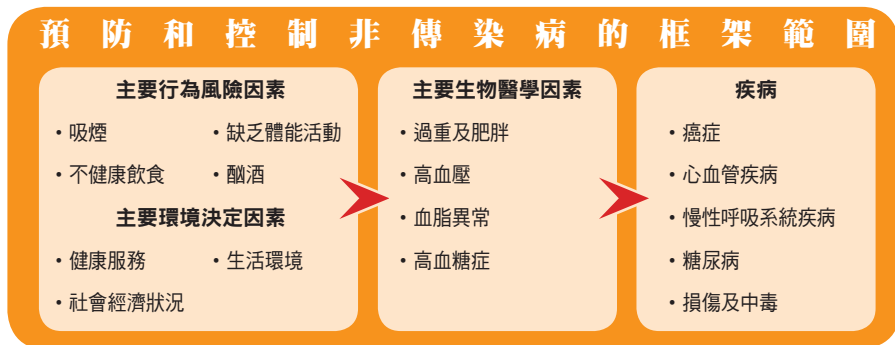 預防和控制非傳染病的框架範圍
主要行為風險因素
•吸煙 •缺乏體能活動
•不健康飲食 •酗酒
主要環境決定因素
•健康服務 •生活環境
•社會經濟狀況
主要生物醫學因素
•過重及肥胖
•高血壓
•血脂異常
•高血糖症
疾病
•癌症
•心血管疾病
•慢性呼吸系統疾病
•糖尿病
•損傷及中毒